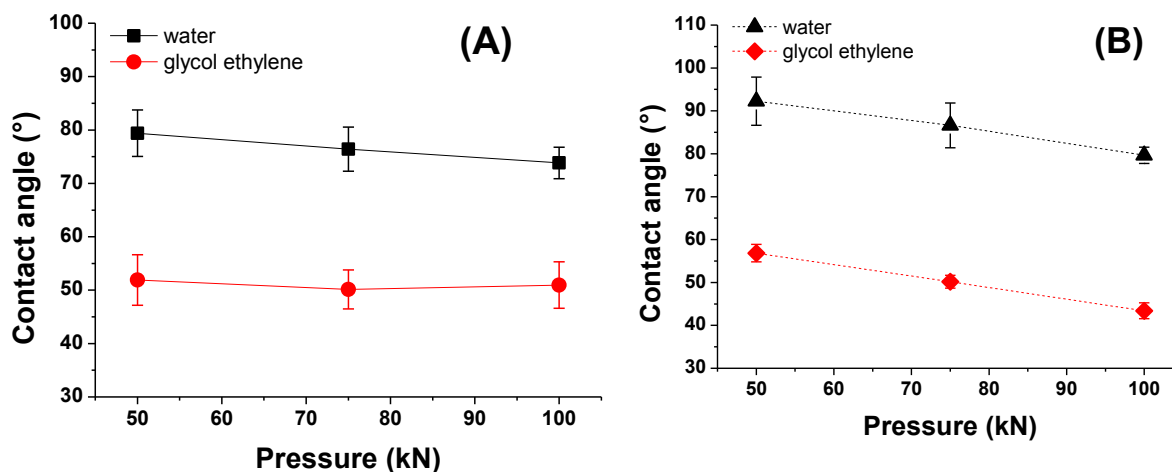 (A)
water
glycol ethylene
100
90
80
70
60
50
40
30
Contact angle (°)
50 60 70 80 90 100
Pressure (kN)
(B)
water
glycol ethylene
110
100
90
80
70
60
50
40
30
Contact angle (°)
50 60 70 80 90 100
Pressure (kN)